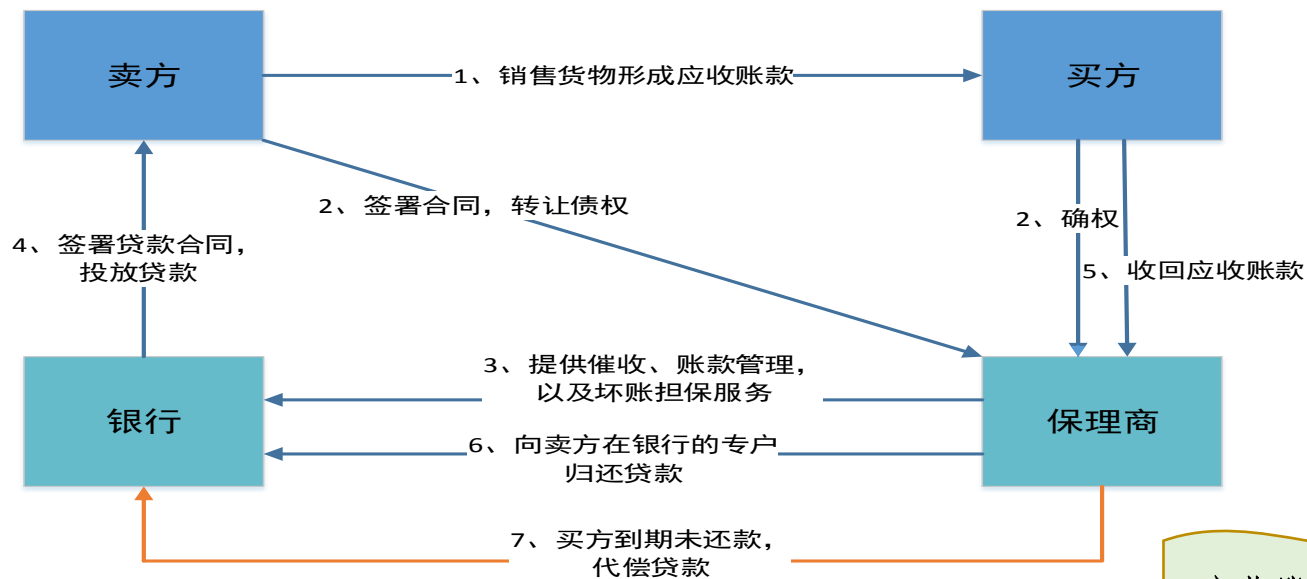 卖方
1、销售货物形成应收账款
买方
2、签署合同，转让债权
2、确权
4、签署贷款合同，
投放贷款
5、收回应收账款
3、提供催收、账款管理，
以及坏账担保服务
银行
保理商
6、向卖方在银行的专户
归还贷款
7、买方到期未还款，
代偿贷款